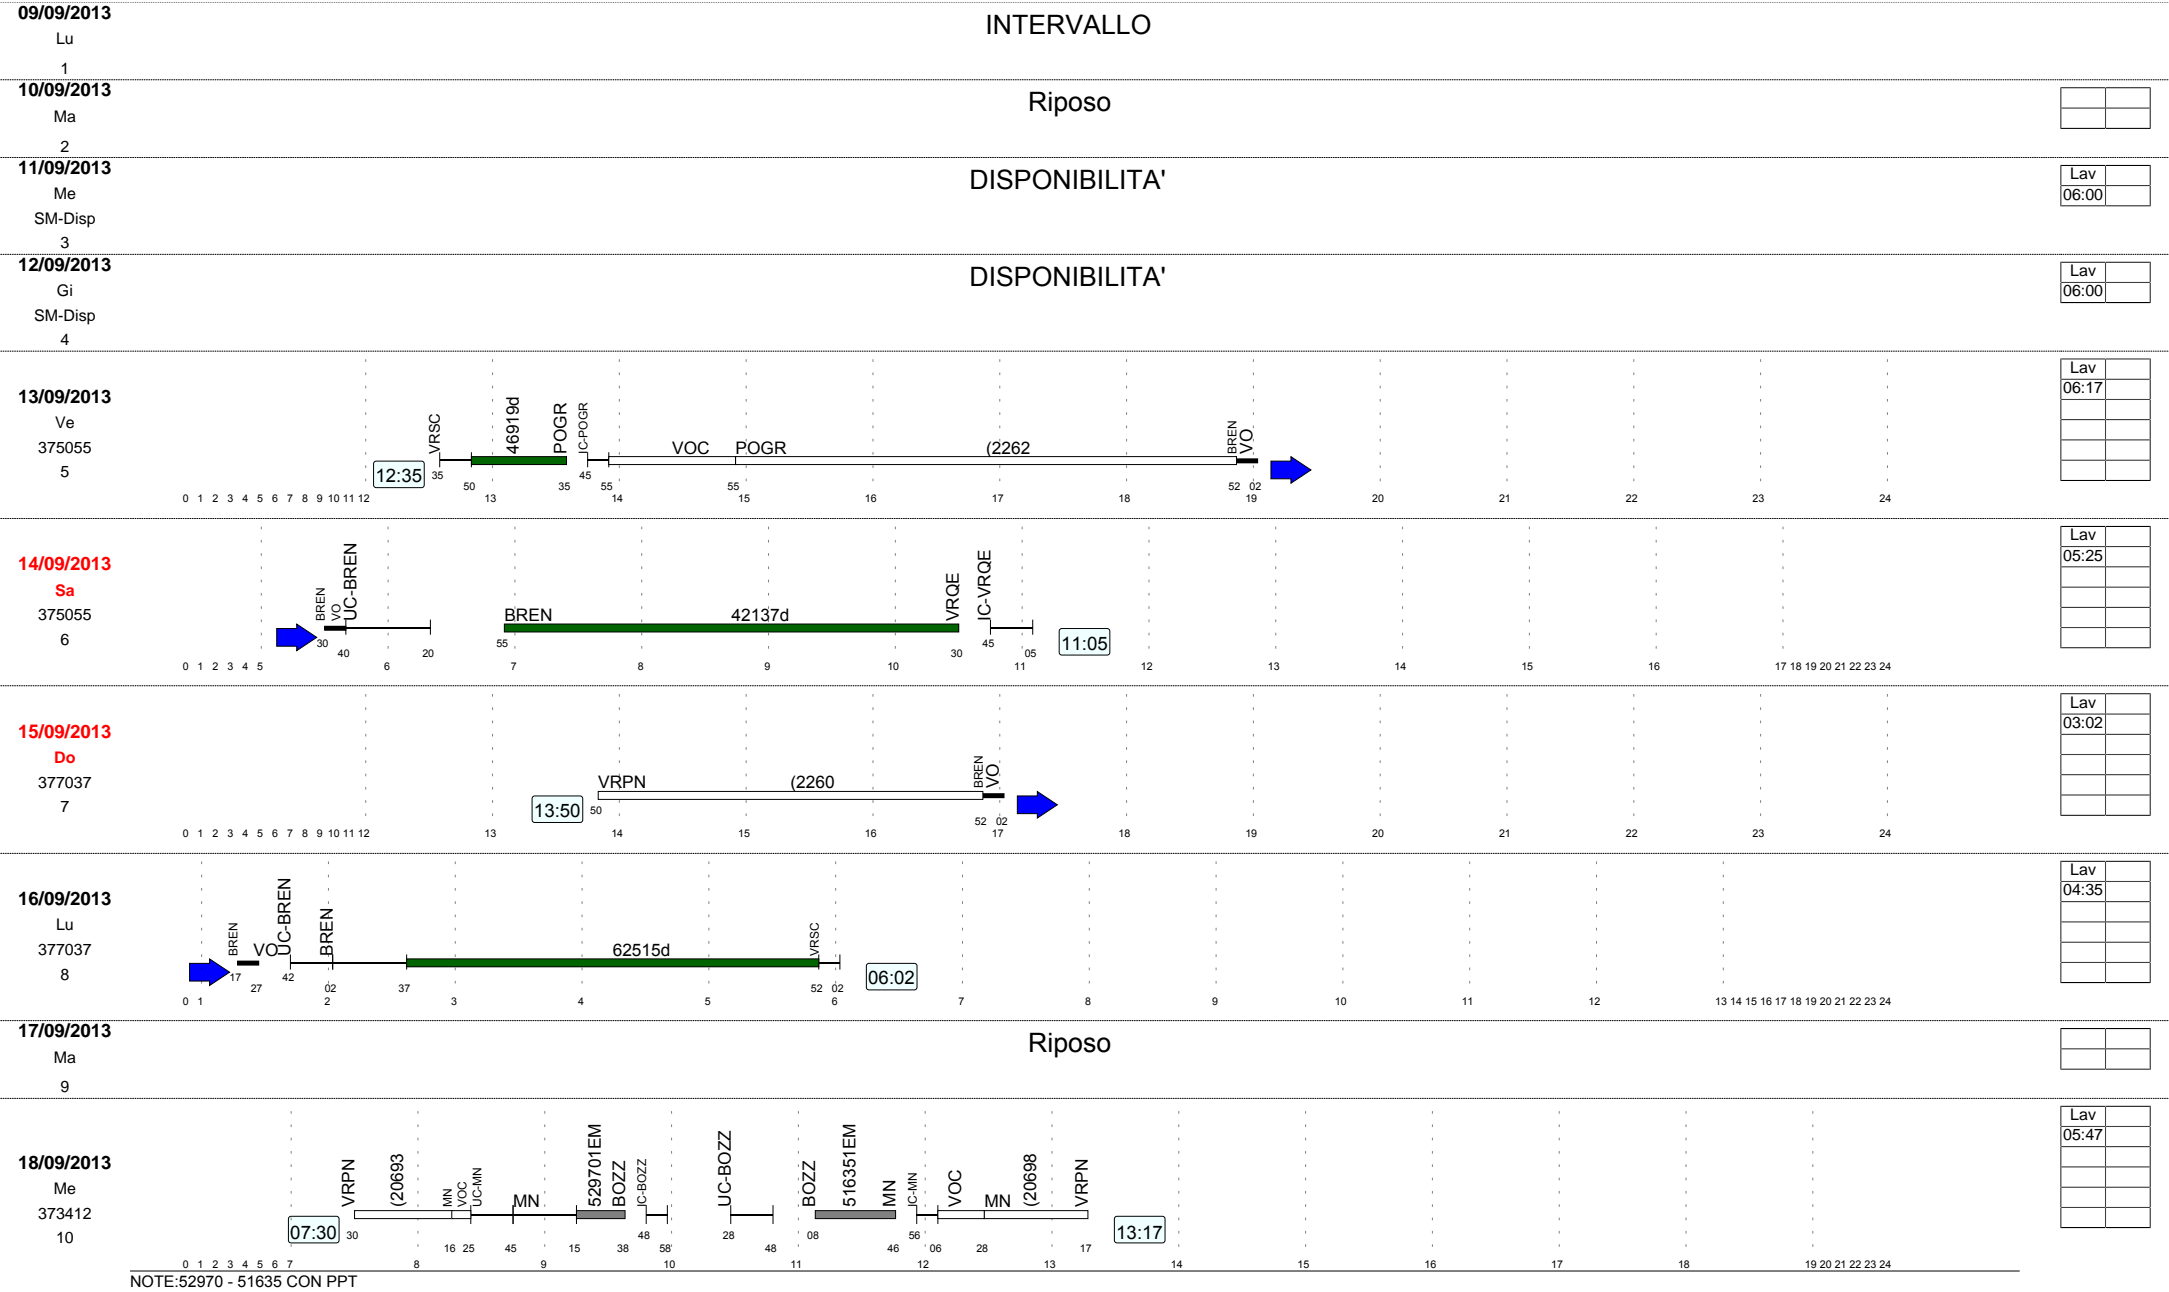 09/09/2013
Lu
1
INTERVALLO
10/09/2013
Ma
2
Riposo
11/09/2013
Me
SM-Disp
3
DISPONIBILITA'
Lav
06:00
12/09/2013
Gi
SM-Disp
4
DISPONIBILITA'
Lav
06:00
13/09/2013
Ve
375055
5
12:35
VRSC 46919d POGR IC-POGR VOC POGR (2262 BREN VO
35 50 35 45 55 55 52 02
0 1 2 3 4 5 6 7 8 9 10 11 12 13 14 15 16 17 18 19 20 21 22 23 24
Lav
06:17
14/09/2013
Sa
375055
6
BREN VO UC-BREN BREN 42137d VRQE IC-VRQE
30 40 20 55 30 45 05
11:05
0 1 2 3 4 5 6 7 8 9 10 11 12 13 14 15 16 17 18 19 20 21 22 23 24
Lav
05:25
15/09/2013
Do
377037
7
13:50
VRPN (2260 BREN VO
50 52 02
0 1 2 3 4 5 6 7 8 9 10 11 12 13 14 15 16 17 18 19 20 21 22 23 24
Lav
03:02
16/09/2013
Lu
377037
8
BREN VO UC-BREN BREN 62515d VRSC
17 27 42 02 37 52 02
06:02
0 1 2 3 4 5 6 7 8 9 10 11 12 13 14 15 16 17 18 19 20 21 22 23 24
Lav
04:35
17/09/2013
Ma
9
Riposo
18/09/2013
Me
373412
10
07:30
VRPN (20693 MN VOC UC-MN MN 529701EM BOZZ IC-BOZZ UC-BOZZ BOZZ 516351EM MN IC-MN VOC MN (20698 VRPN
30 16 25 45 15 38 48 58 28 48 08 46 56 06 28 17
13:17
0 1 2 3 4 5 6 7 8 9 10 11 12 13 14 15 16 17 18 19 20 21 22 23 24
Lav
05:47
NOTE:52970 - 51635 CON PPT